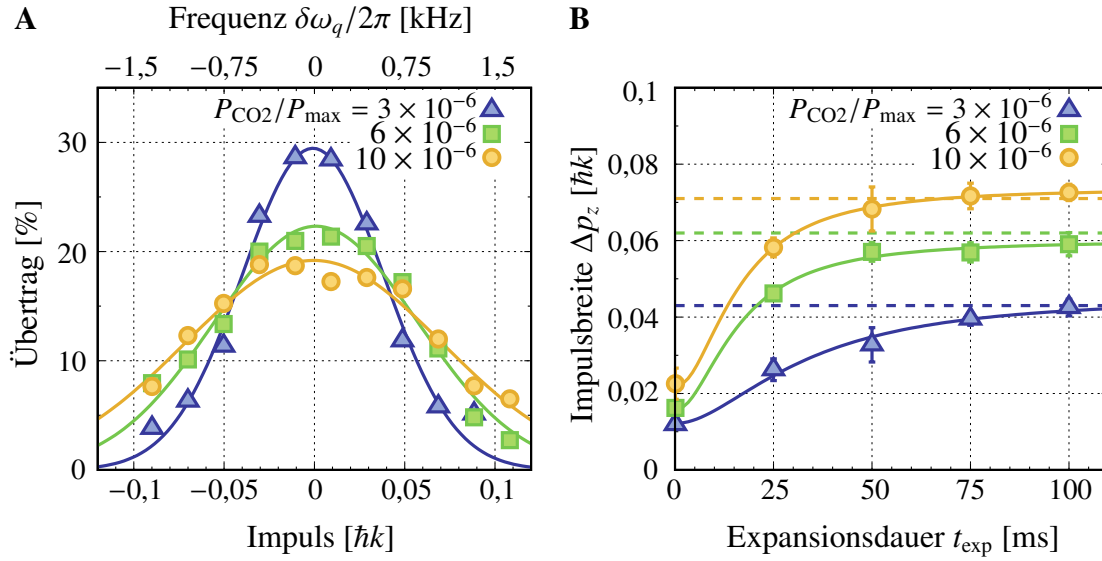 A
Frequenz δω_q/2π [kHz]
−1,5 −0,75 0 0,75 1,5
P_CO2/P_max = 3 × 10⁻⁶
6 × 10⁻⁶
10 × 10⁻⁶
Übertrag [%]
30
20
10
0
−0,1 −0,05 0 0,05 0,1
Impuls [ħk]
B
P_CO2/P_max = 3 × 10⁻⁶
6 × 10⁻⁶
10 × 10⁻⁶
Impulsbreite Δp_z [ħk]
0,1
0,08
0,06
0,04
0,02
0
0 25 50 75 100
Expansionsdauer t_exp [ms]